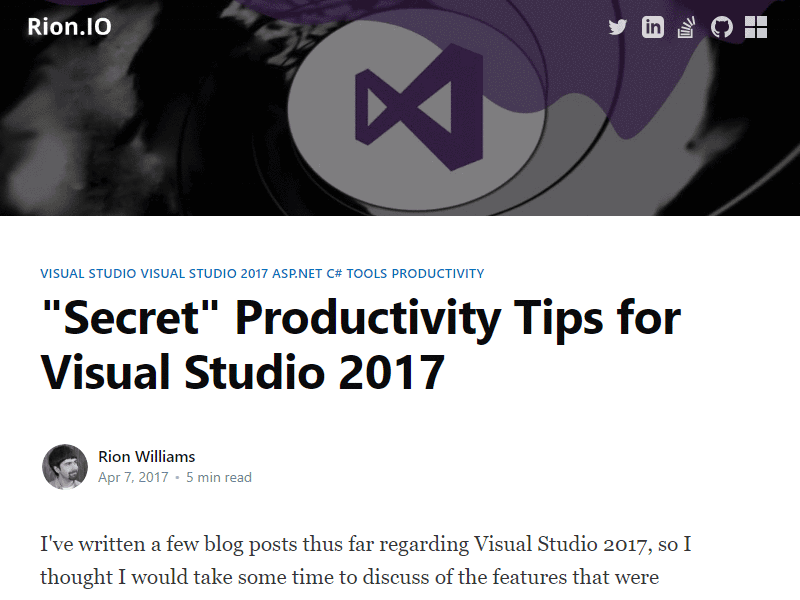 Rion.IO
VISUAL STUDIO VISUAL STUDIO 2017 ASP.NET C# TOOLS PRODUCTIVITY
"Secret" Productivity Tips for
Visual Studio 2017
Rion Williams
Apr 7, 2017 • 5 min read
I've written a few blog posts thus far regarding Visual Studio 2017, so I
thought I would take some time to discuss of the features that were